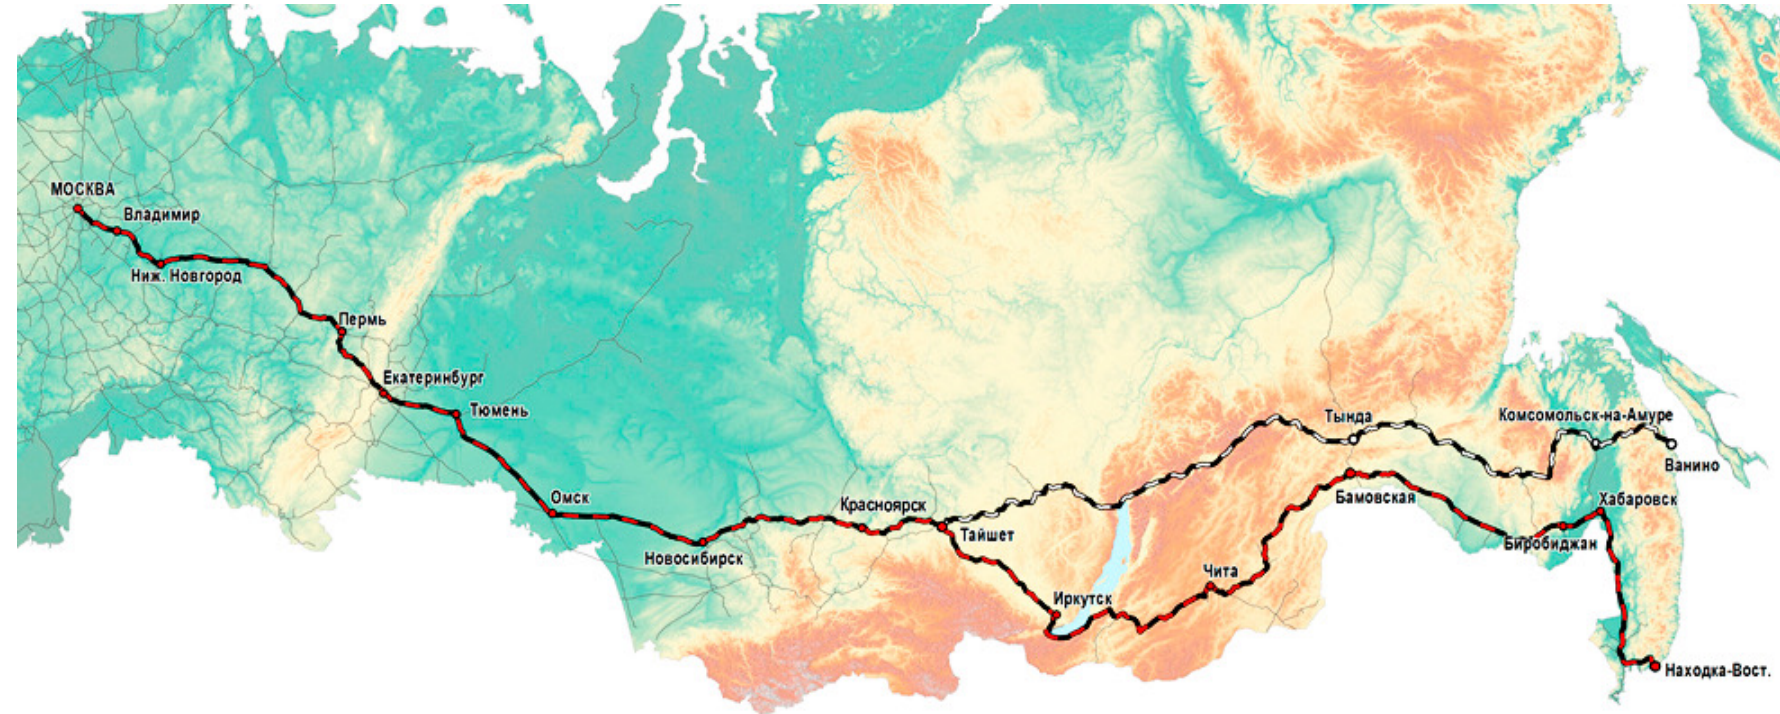 МОСКВА
Владимир
Ниж. Новгород
Пермь
Екатеринбург
Тюмень
Омск
Новосибирск
Красноярск
Тайшет
Иркутск
Чита
Тында
Бамовская
Комсомольск-на-Амуре
Ванино
Хабаровск
Биробиджан
Находка-Вост.